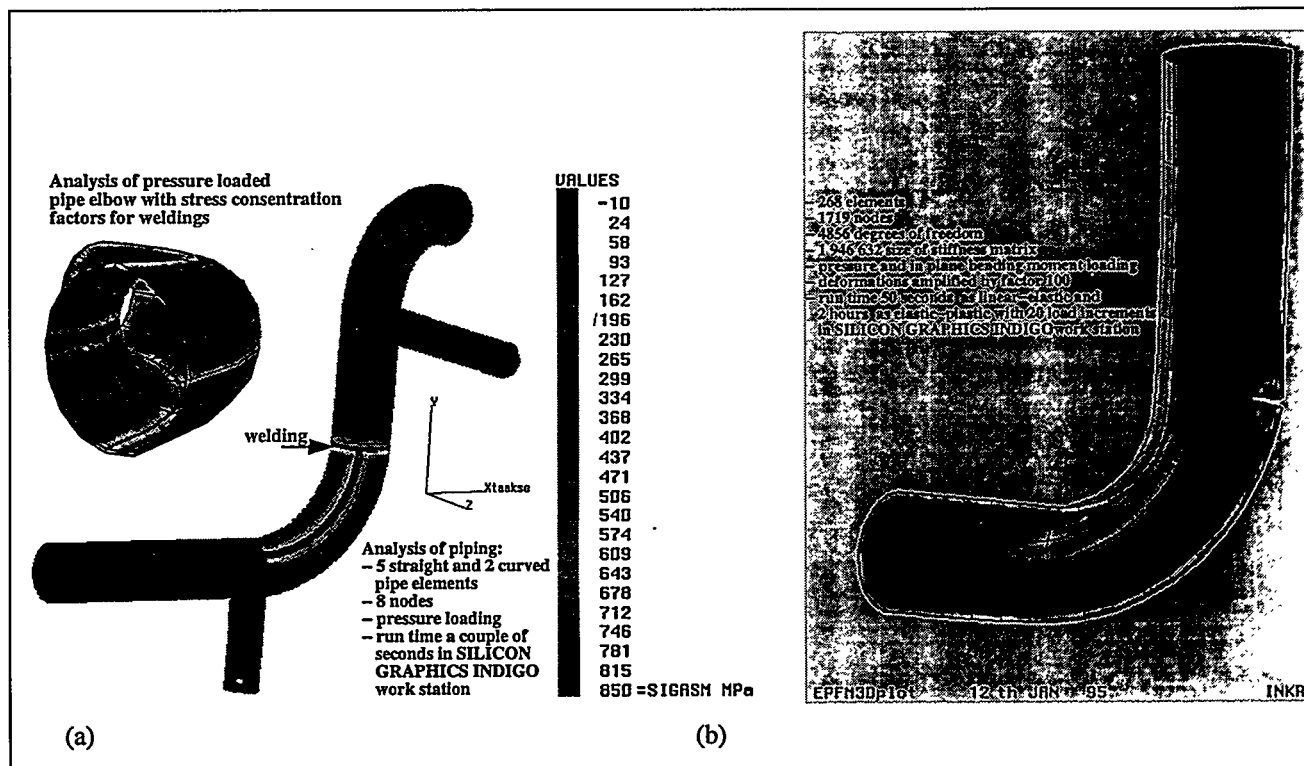 Analysis of pressure loaded
pipe elbow with stress consentration
factors for weldings
welding
Y
Xtaakse
Z
Analysis of piping:
– 5 straight and 2 curved
pipe elements
– 8 nodes
– pressure loading
– run time a couple of
seconds in SILICON
GRAPHICS INDIGO
work station
VALUES
-10
24
58
93
127
162
/196
230
265
299
334
368
402
437
471
506
540
574
609
643
678
712
746
781
815
850 =SIGASM MPa
(a)
– 268 elements
– 1719 nodes
– 4856 degrees of freedom
– 1 946 632 size of stiffness matrix
– pressure and in plane bending moment loading
– deformations amplified by factor 100
– run time 50 seconds as linear–elastic and
2 hours as elastic–plastic with 20 load increments
in SILICON GRAPHICS INDIGO work station
EPFM3Dplot 12 th JAN 95 INKA
(b)